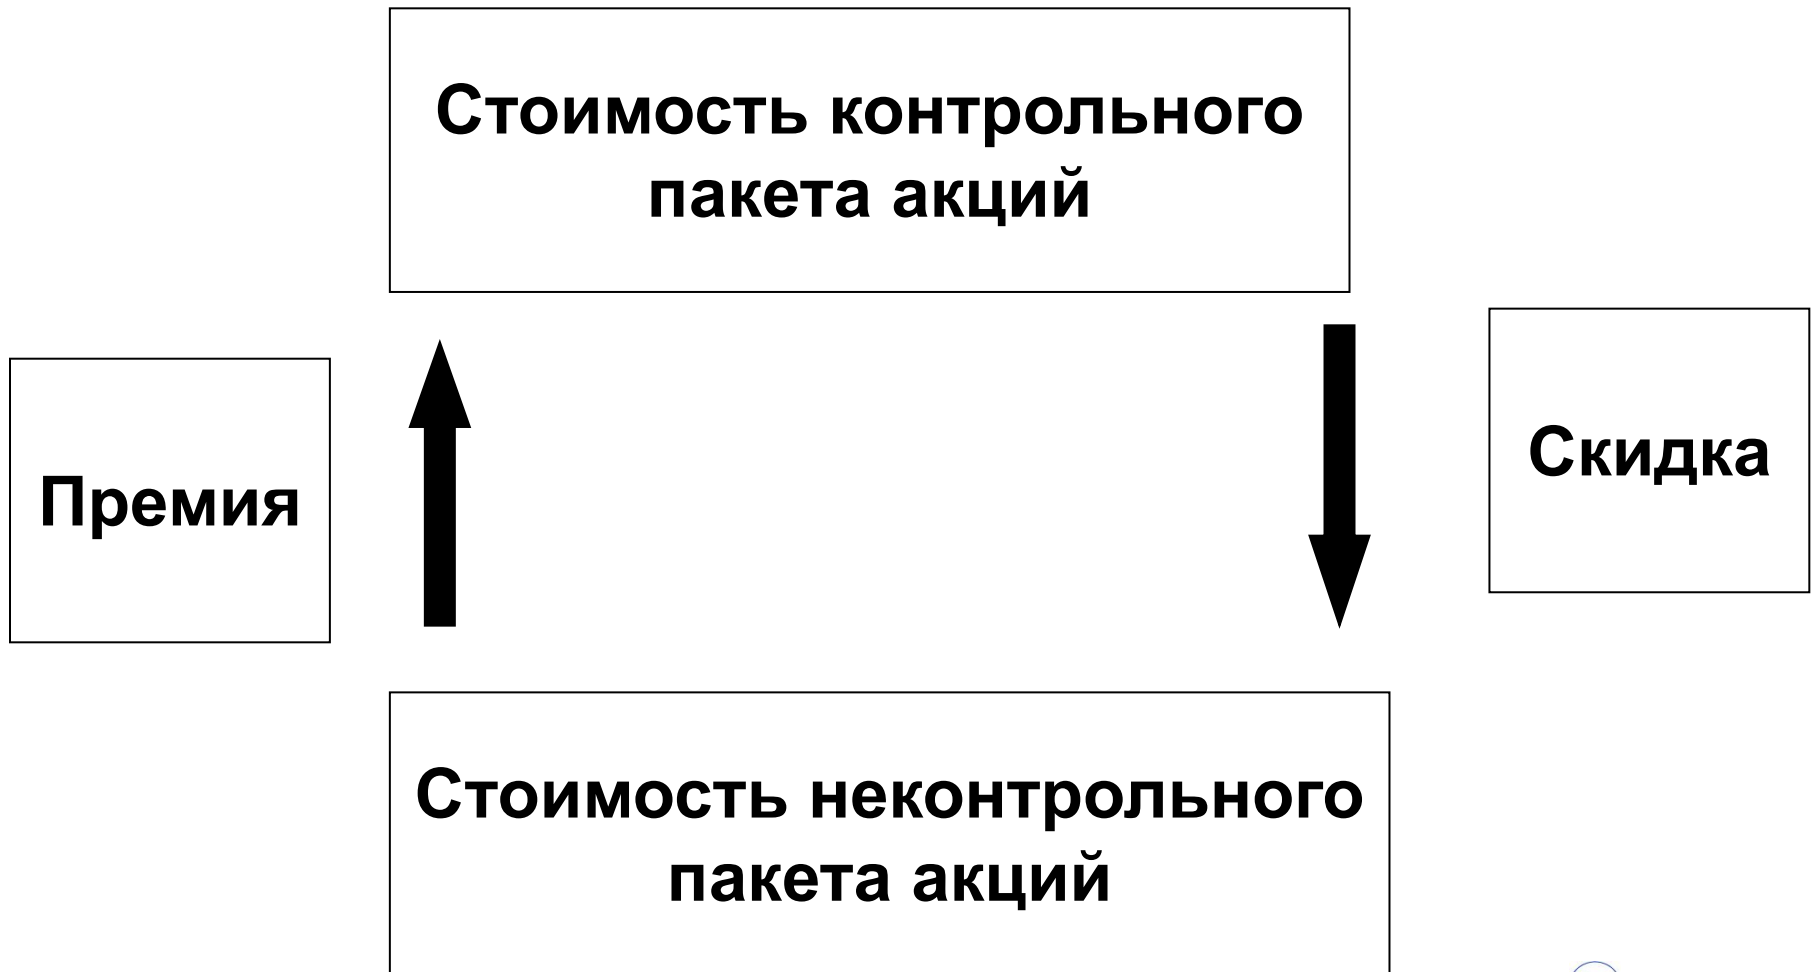 Стоимость контрольного
пакета акций
Премия
Скидка
Стоимость неконтрольного
пакета акций